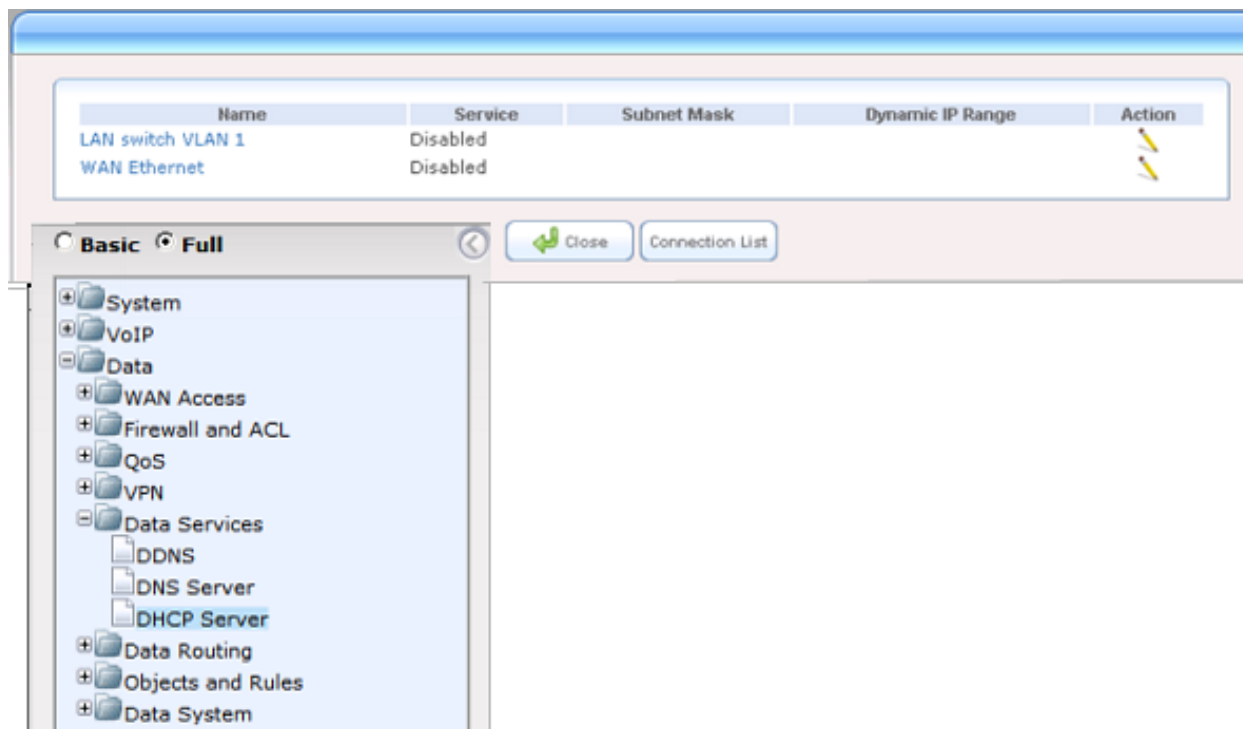 Name Service Subnet Mask Dynamic IP Range Action
LAN switch VLAN 1 Disabled
WAN Ethernet Disabled
Basic Full
Close Connection List
System
VoIP
Data
WAN Access
Firewall and ACL
QoS
VPN
Data Services
DDNS
DNS Server
DHCP Server
Data Routing
Objects and Rules
Data System